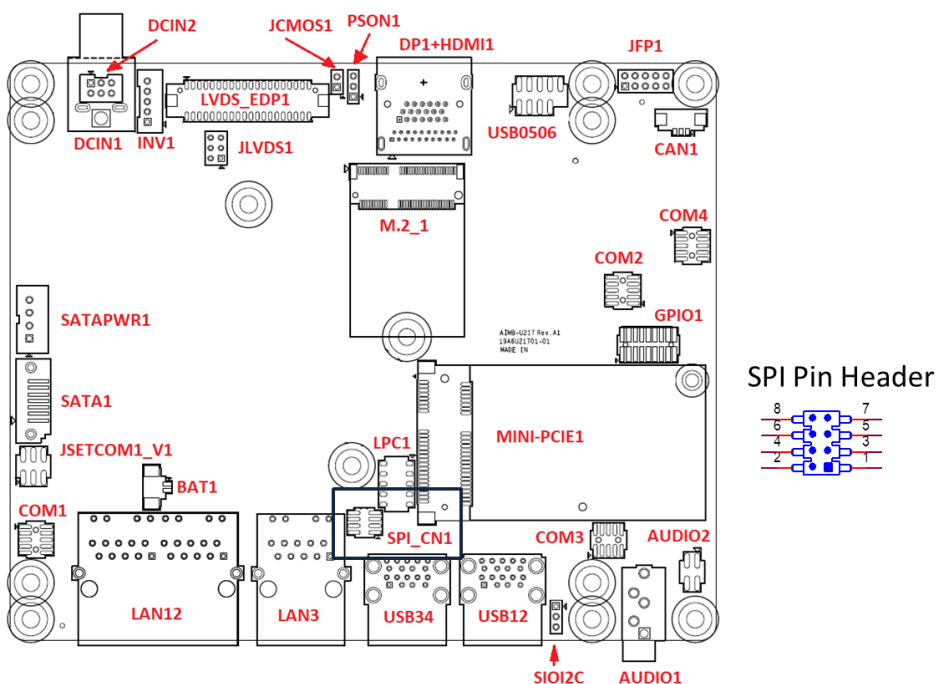 DCIN2
JCMOS1
PSON1
DP1+HDMI1
JFP1
LVDS_EDP1
USB0506
DCIN1
INV1
JLVDS1
CAN1
M.2_1
COM4
COM2
SATAPWR1
GPIO1
AIMB-U217 Rev.A1
19A6U21701-01
MADE IN
SPI Pin Header
SATA1
8 7
6 5
4 3
2 1
MINI-PCIE1
JSETCOM1_V1
LPC1
BAT1
COM1
SPI_CN1
COM3
AUDIO2
LAN12
LAN3
USB34
USB12
SIOI2C
AUDIO1